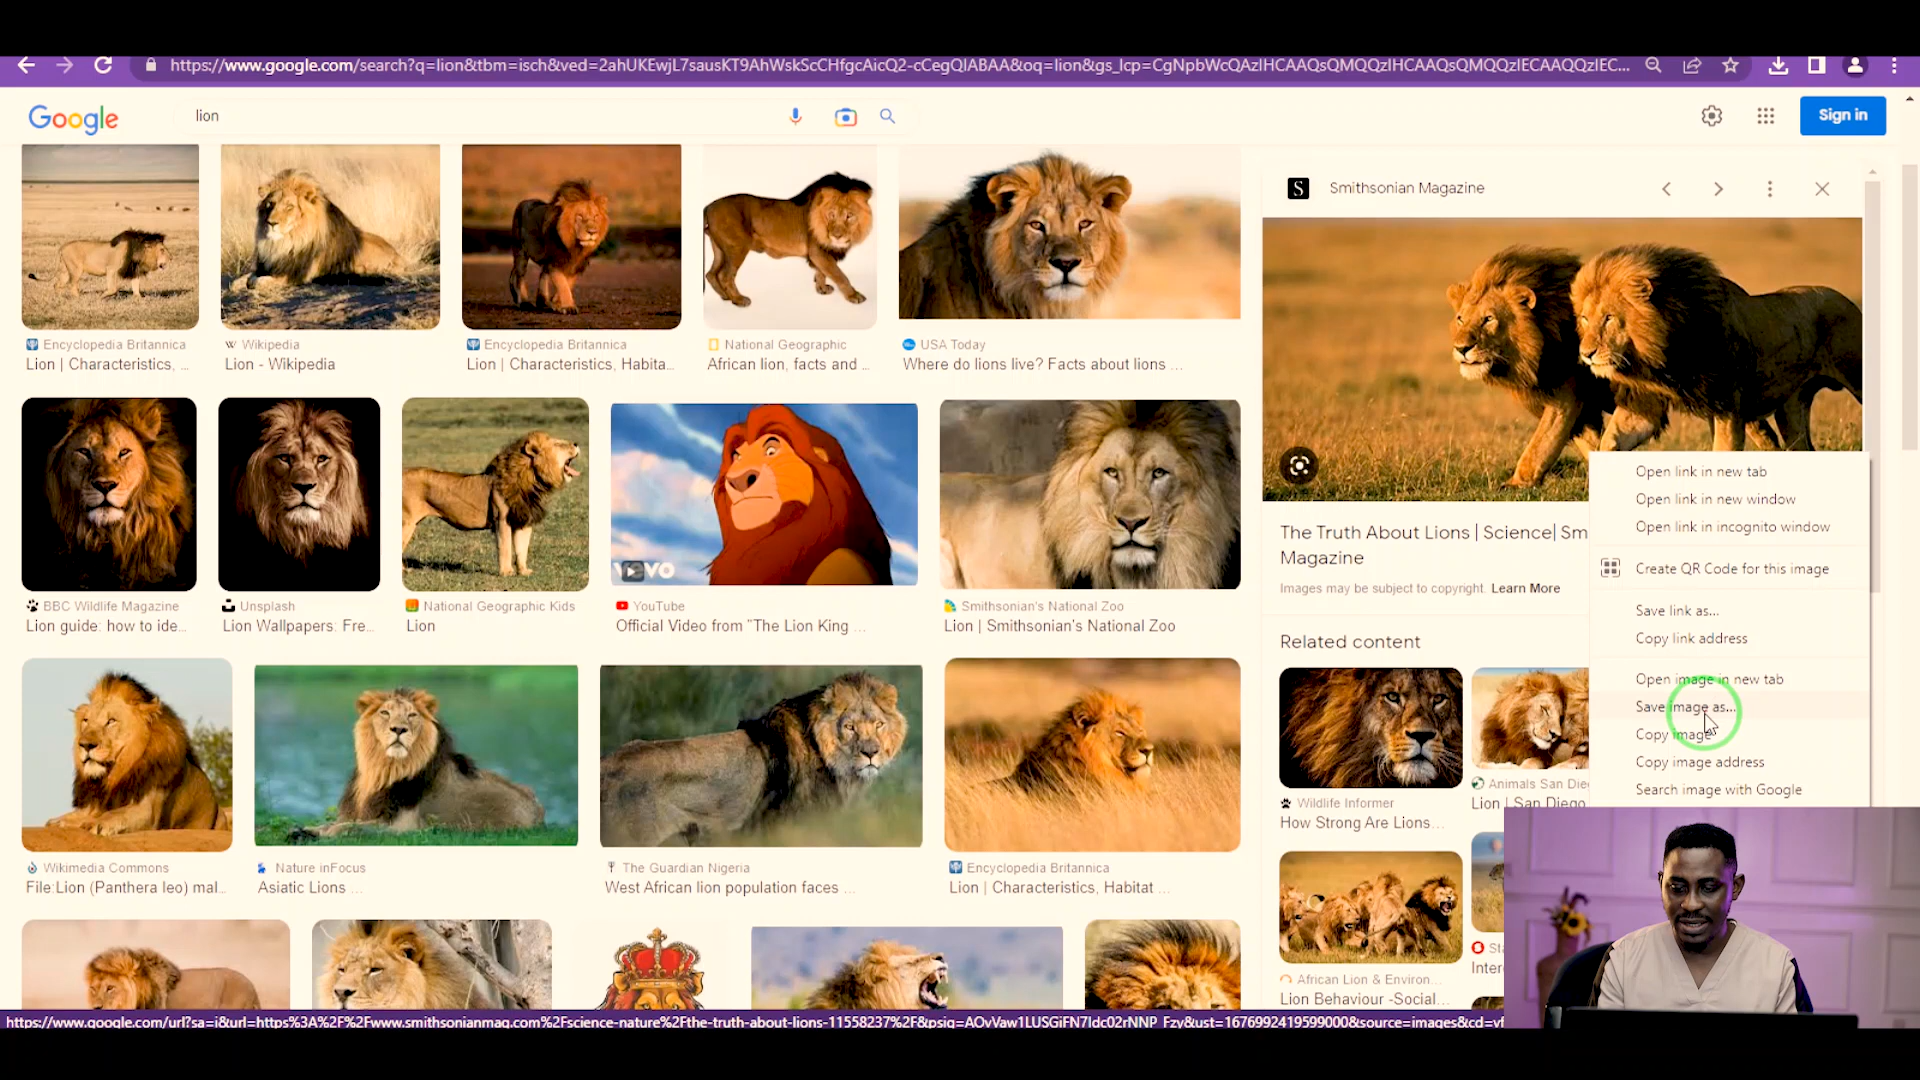 https://www.google.com/search?q=lion&tbm=isch&ved=2ahUKEwjL7sausKT9AhWskScCHfgcAicQ2-cCegQIABAA&oq=lion&gs_lcp=CgNpbWcQAzIHCAAQsQMQQzIHCAAQsQMQQzIECAAQQzIEC...
Google
lion
Sign in
S Smithsonian Magazine
Encyclopedia Britannica
Lion | Characteristics, ...
W Wikipedia
Lion - Wikipedia
Encyclopedia Britannica
Lion | Characteristics, Habita...
National Geographic
African lion, facts and ...
USA Today
Where do lions live? Facts about lions ...
BBC Wildlife Magazine
Lion guide: how to ide...
Unsplash
Lion Wallpapers: Fre...
National Geographic Kids
Lion
YouTube
Official Video from "The Lion King ...
Smithsonian's National Zoo
Lion | Smithsonian's National Zoo
The Truth About Lions | Science| Sm
Magazine
Images may be subject to copyright. Learn More
Related content
Open link in new tab
Open link in new window
Open link in incognito window
Create QR Code for this image
Save link as...
Copy link address
Open image in new tab
Save image as...
Copy image
Copy image address
Search image with Google
Wildlife Informer
How Strong Are Lions...
Animals San Die
Lion | San Diego
Wikimedia Commons
File:Lion (Panthera leo) mal...
Nature inFocus
Asiatic Lions ...
The Guardian Nigeria
West African lion population faces ...
Encyclopedia Britannica
Lion | Characteristics, Habitat ...
African Lion & Environ...
Lion Behaviour -Social...
Sta
Inter
https://www.google.com/url?sa=i&url=https%3A%2F%2Fwww.smithsonianmag.com%2Fscience-nature%2Fthe-truth-about-lions-11558237%2F&psig=AOvVaw1LUSGiFN7Idc02rNNP_Fzy&ust=1676992419599000&source=images&cd=vf